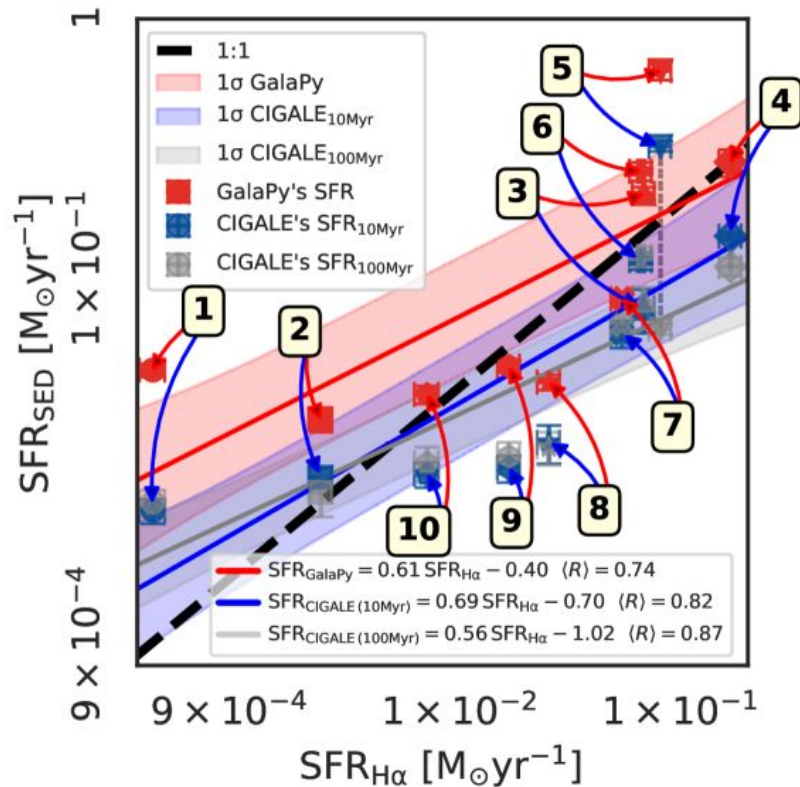 1
1 × 10⁻¹
9 × 10⁻⁴
SFR_SED [M_⊙yr⁻¹]
1:1
1σ GalaPy
1σ CIGALE_10Myr
1σ CIGALE_100Myr
GalaPy's SFR
CIGALE's SFR_10Myr
CIGALE's SFR_100Myr
5
4
6
3
1
2
7
8
9
10
SFR_GalaPy = 0.61 SFR_Hα − 0.40 ⟨R⟩ = 0.74
SFR_CIGALE (10Myr) = 0.69 SFR_Hα − 0.70 ⟨R⟩ = 0.82
SFR_CIGALE (100Myr) = 0.56 SFR_Hα − 1.02 ⟨R⟩ = 0.87
9 × 10⁻⁴ 1 × 10⁻² 1 × 10⁻¹
SFR_Hα [M_⊙yr⁻¹]